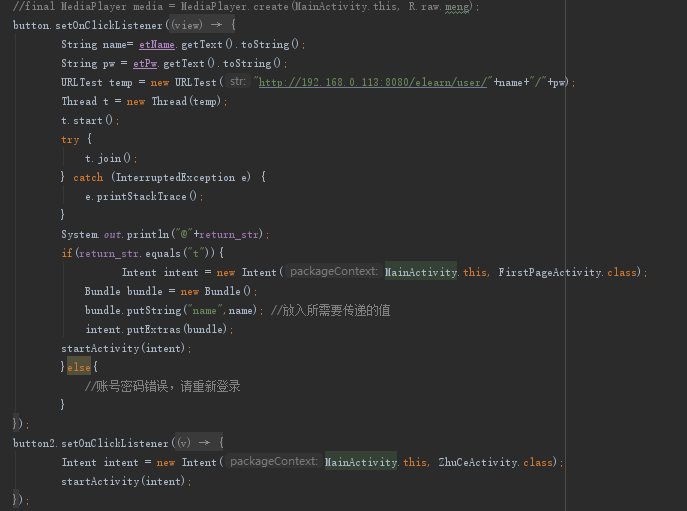 //final MediaPlayer media = MediaPlayer.create(MainActivity.this, R.raw.meng);
button.setOnClickListener((view) → {
        String name= etName.getText().toString();
        String pw = etPw.getText().toString();
        URLTest temp = new URLTest( str: "http://192.168.0.113:8080/elearn/user/"+name+"/"+pw);
        Thread t = new Thread(temp);
        t.start();
        try {
            t.join();
        } catch (InterruptedException e) {
            e.printStackTrace();
        }
        System.out.println("@"+return_str);
        if(return_str.equals("t")){
                Intent intent = new Intent( packageContext: MainActivity.this, FirstPageActivity.class);
            Bundle bundle = new Bundle();
            bundle.putString("name",name); //放入所需要传递的值
            intent.putExtras(bundle);
        startActivity(intent);
        }else{
            //账号密码错误，请重新登录
        }
});
button2.setOnClickListener((v) → {
        Intent intent = new Intent( packageContext: MainActivity.this, ZhuCeActivity.class);
        startActivity(intent);
});